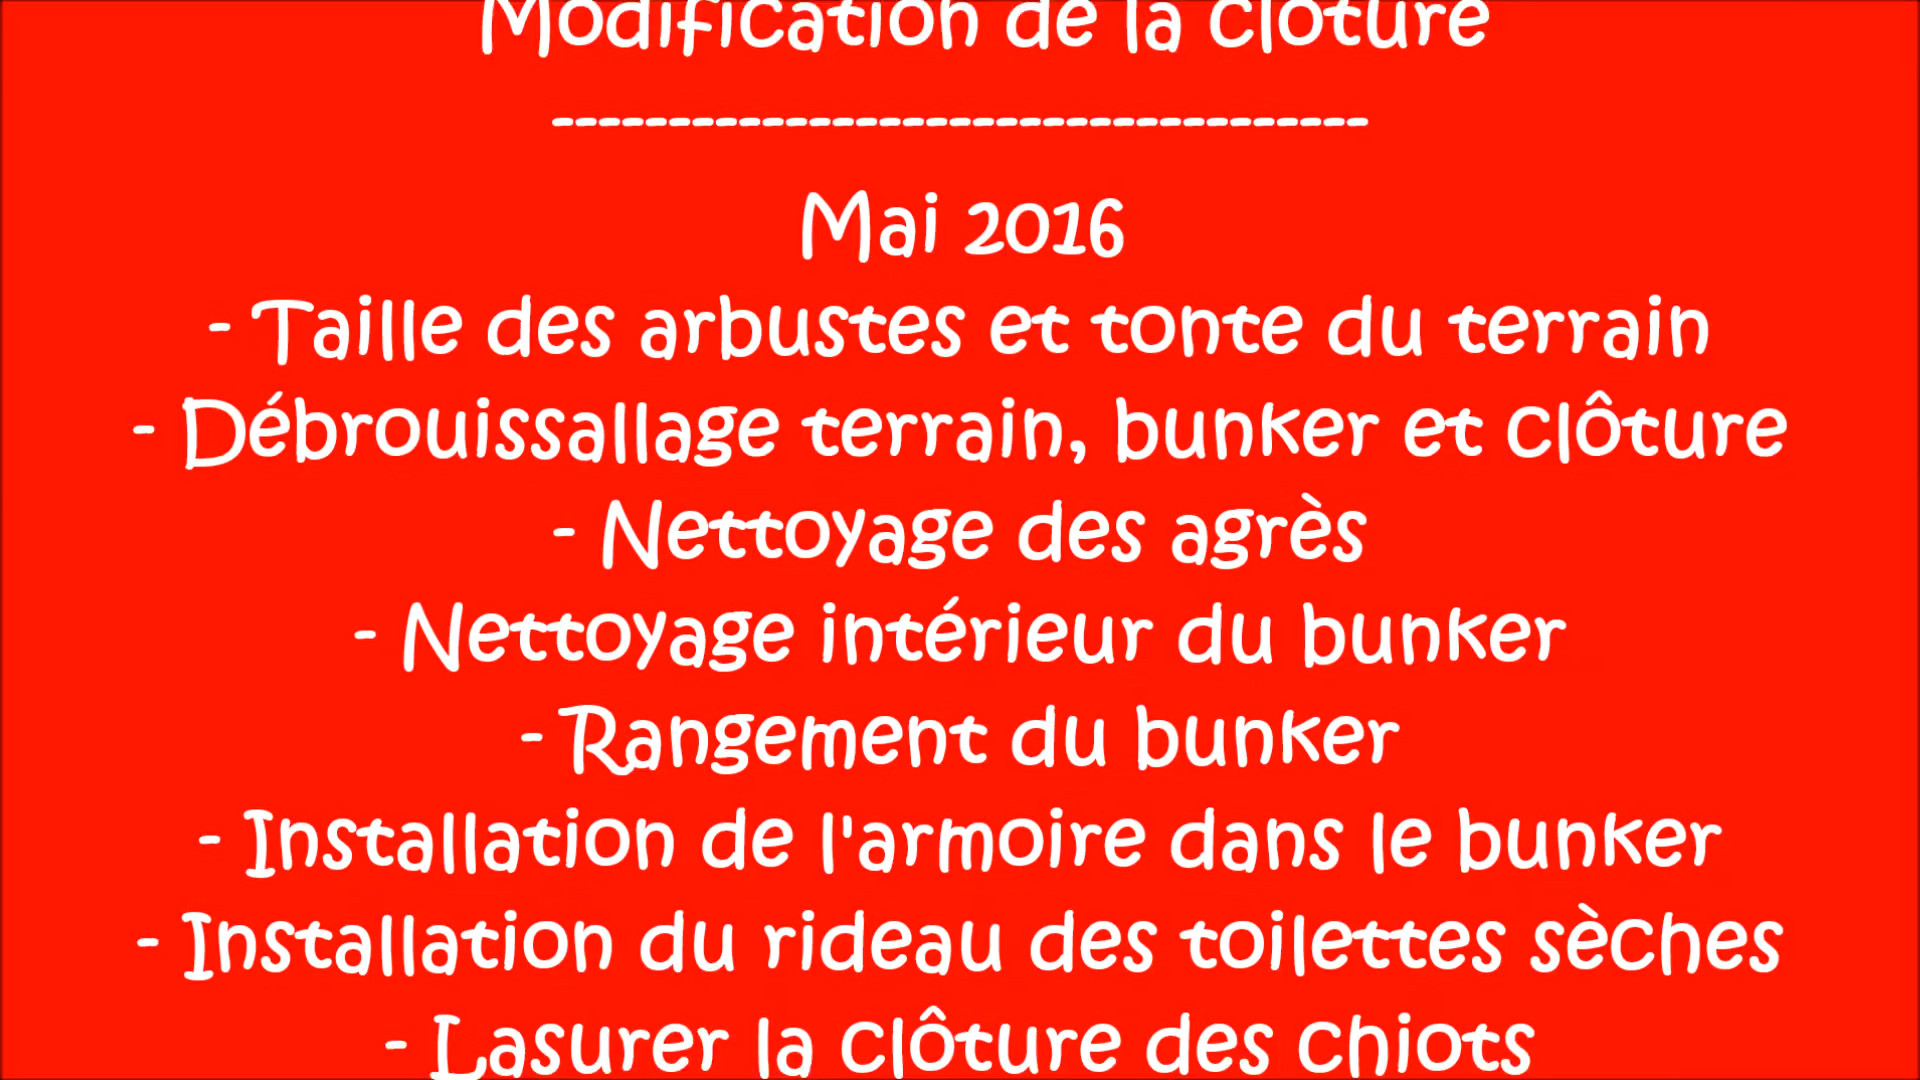 Modification de la clôture
-----------------------------------
Mai 2016
- Taille des arbustes et tonte du terrain
- Débrouissallage terrain, bunker et clôture
- Nettoyage des agrès
- Nettoyage intérieur du bunker
- Rangement du bunker
- Installation de l'armoire dans le bunker
- Installation du rideau des toilettes sèches
- Lasurer la clôture des chiots